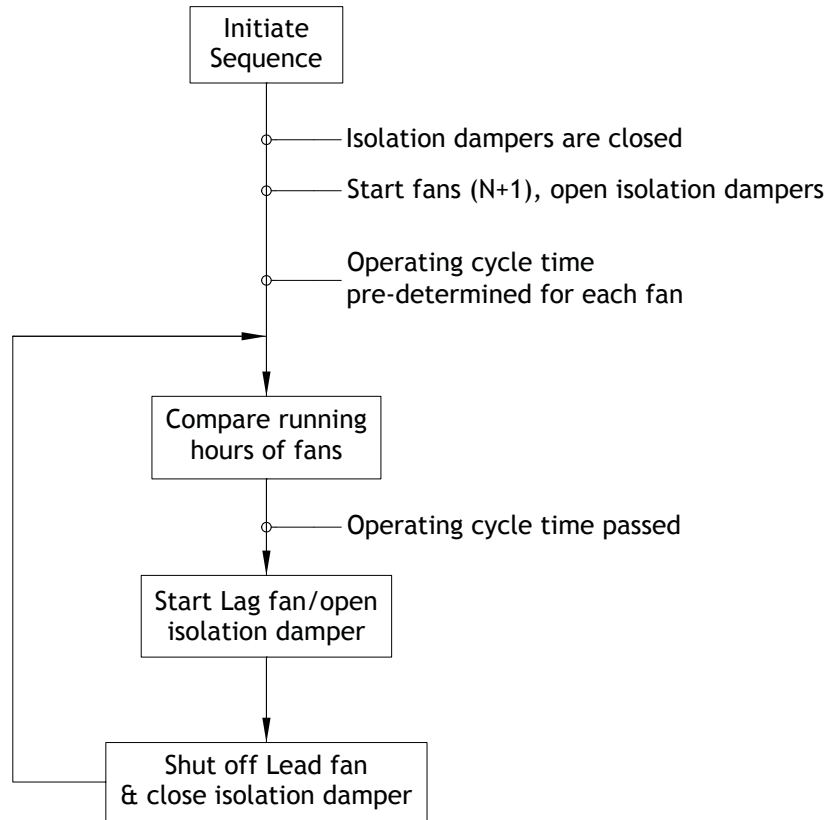 Initiate
Sequence
Isolation dampers are closed
Start fans (N+1), open isolation dampers
Operating cycle time
pre-determined for each fan
Compare running
hours of fans
Operating cycle time passed
Start Lag fan/open
isolation damper
Shut off Lead fan
& close isolation damper